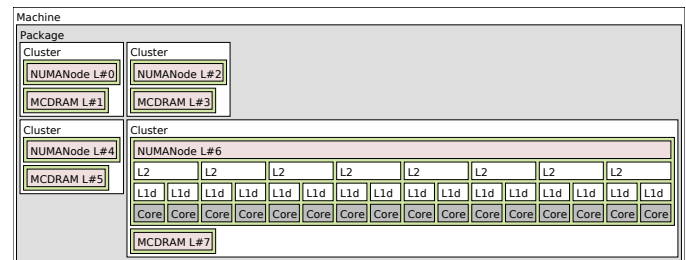 Machine
Package
Cluster Cluster
NUMANode L#0 NUMANode L#2
MCDRAM L#1 MCDRAM L#3
Cluster Cluster
NUMANode L#4 NUMANode L#6
MCDRAM L#5 L2 L2 L2 L2 L2 L2 L2 L2
L1d L1d L1d L1d L1d L1d L1d L1d L1d L1d L1d L1d L1d L1d L1d L1d
Core Core Core Core Core Core Core Core Core Core Core Core Core Core Core Core
MCDRAM L#7